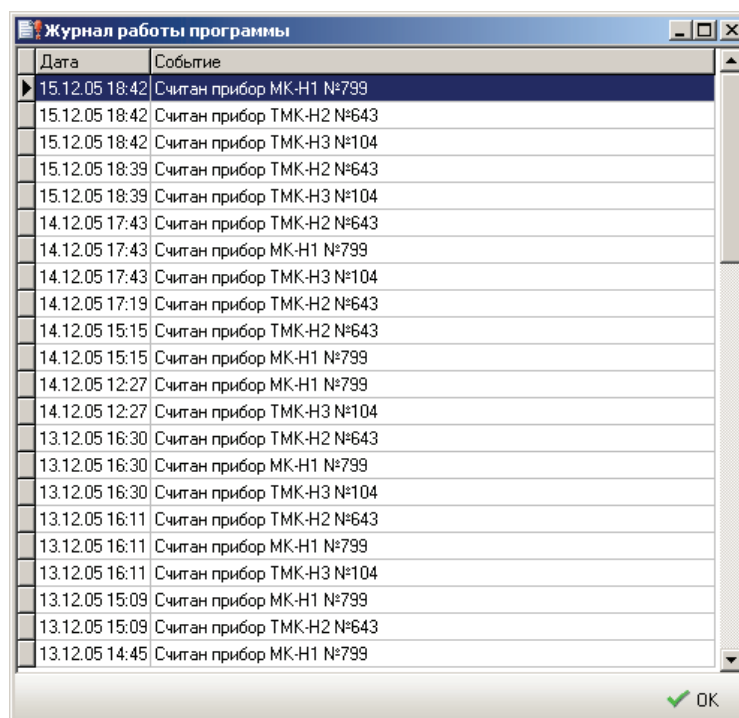 Журнал работы программы
Дата Событие
15.12.05 18:42 Считан прибор МК-Н1 №799
15.12.05 18:42 Считан прибор ТМК-Н2 №643
15.12.05 18:42 Считан прибор ТМК-Н3 №104
15.12.05 18:39 Считан прибор ТМК-Н2 №643
15.12.05 18:39 Считан прибор ТМК-Н3 №104
14.12.05 17:43 Считан прибор ТМК-Н2 №643
14.12.05 17:43 Считан прибор МК-Н1 №799
14.12.05 17:43 Считан прибор ТМК-Н3 №104
14.12.05 17:19 Считан прибор ТМК-Н2 №643
14.12.05 15:15 Считан прибор ТМК-Н2 №643
14.12.05 15:15 Считан прибор МК-Н1 №799
14.12.05 12:27 Считан прибор МК-Н1 №799
14.12.05 12:27 Считан прибор ТМК-Н3 №104
13.12.05 16:30 Считан прибор ТМК-Н2 №643
13.12.05 16:30 Считан прибор МК-Н1 №799
13.12.05 16:30 Считан прибор ТМК-Н3 №104
13.12.05 16:11 Считан прибор ТМК-Н2 №643
13.12.05 16:11 Считан прибор МК-Н1 №799
13.12.05 16:11 Считан прибор ТМК-Н3 №104
13.12.05 15:09 Считан прибор МК-Н1 №799
13.12.05 15:09 Считан прибор ТМК-Н2 №643
13.12.05 14:45 Считан прибор МК-Н1 №799
OK